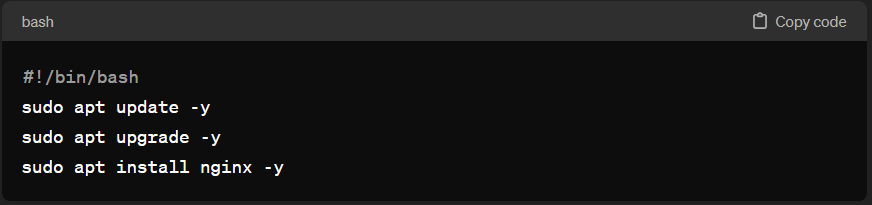 bash
Copy code
#!/bin/bash
sudo apt update -y
sudo apt upgrade -y
sudo apt install nginx -y